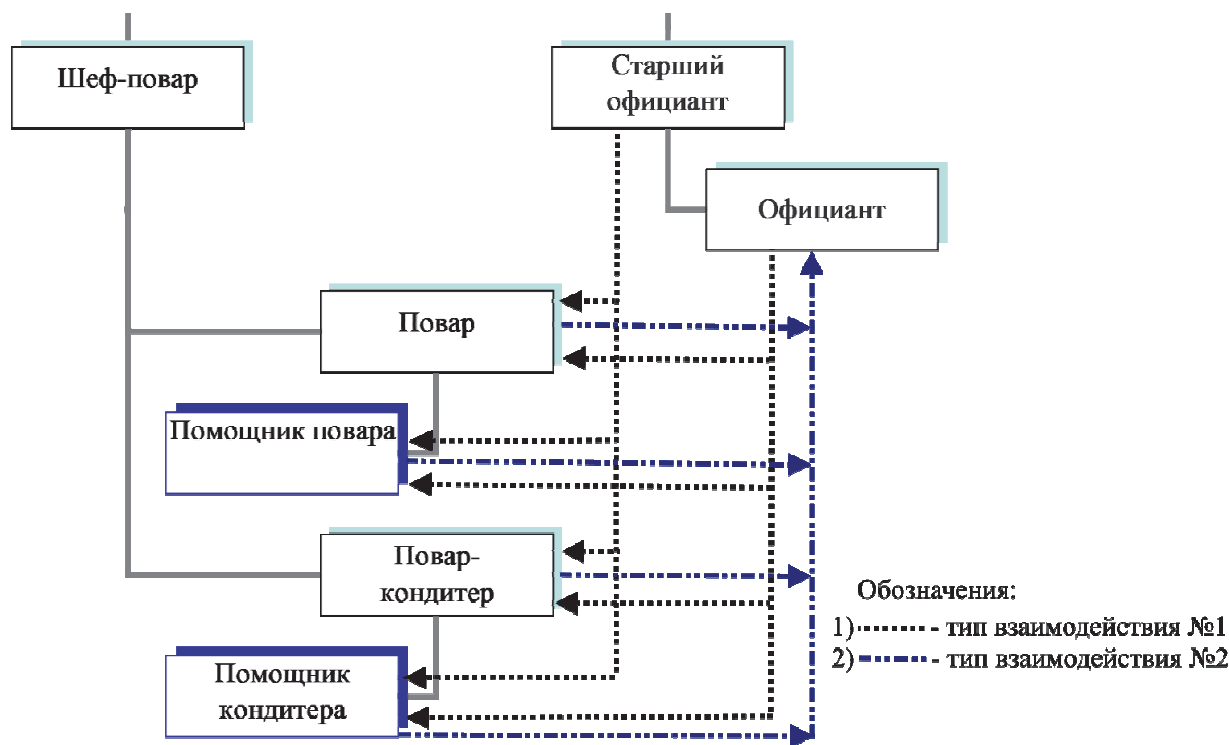 Шеф-повар
Старший
официант
Официант
Повар
Помощник повара
Повар-
кондитер
Помощник
кондитера
Обозначения:
1) - тип взаимодействия №1
2) - тип взаимодействия №2